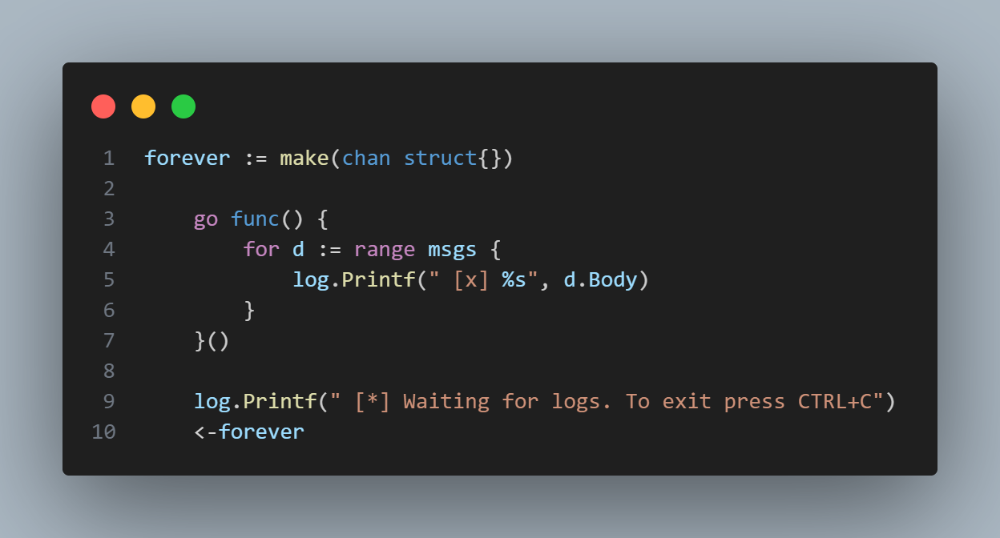 1 forever := make(chan struct{})
2
3     go func() {
4         for d := range msgs {
5             log.Printf(" [x] %s", d.Body)
6         }
7     }()
8
9     log.Printf(" [*] Waiting for logs. To exit press CTRL+C")
10     <-forever